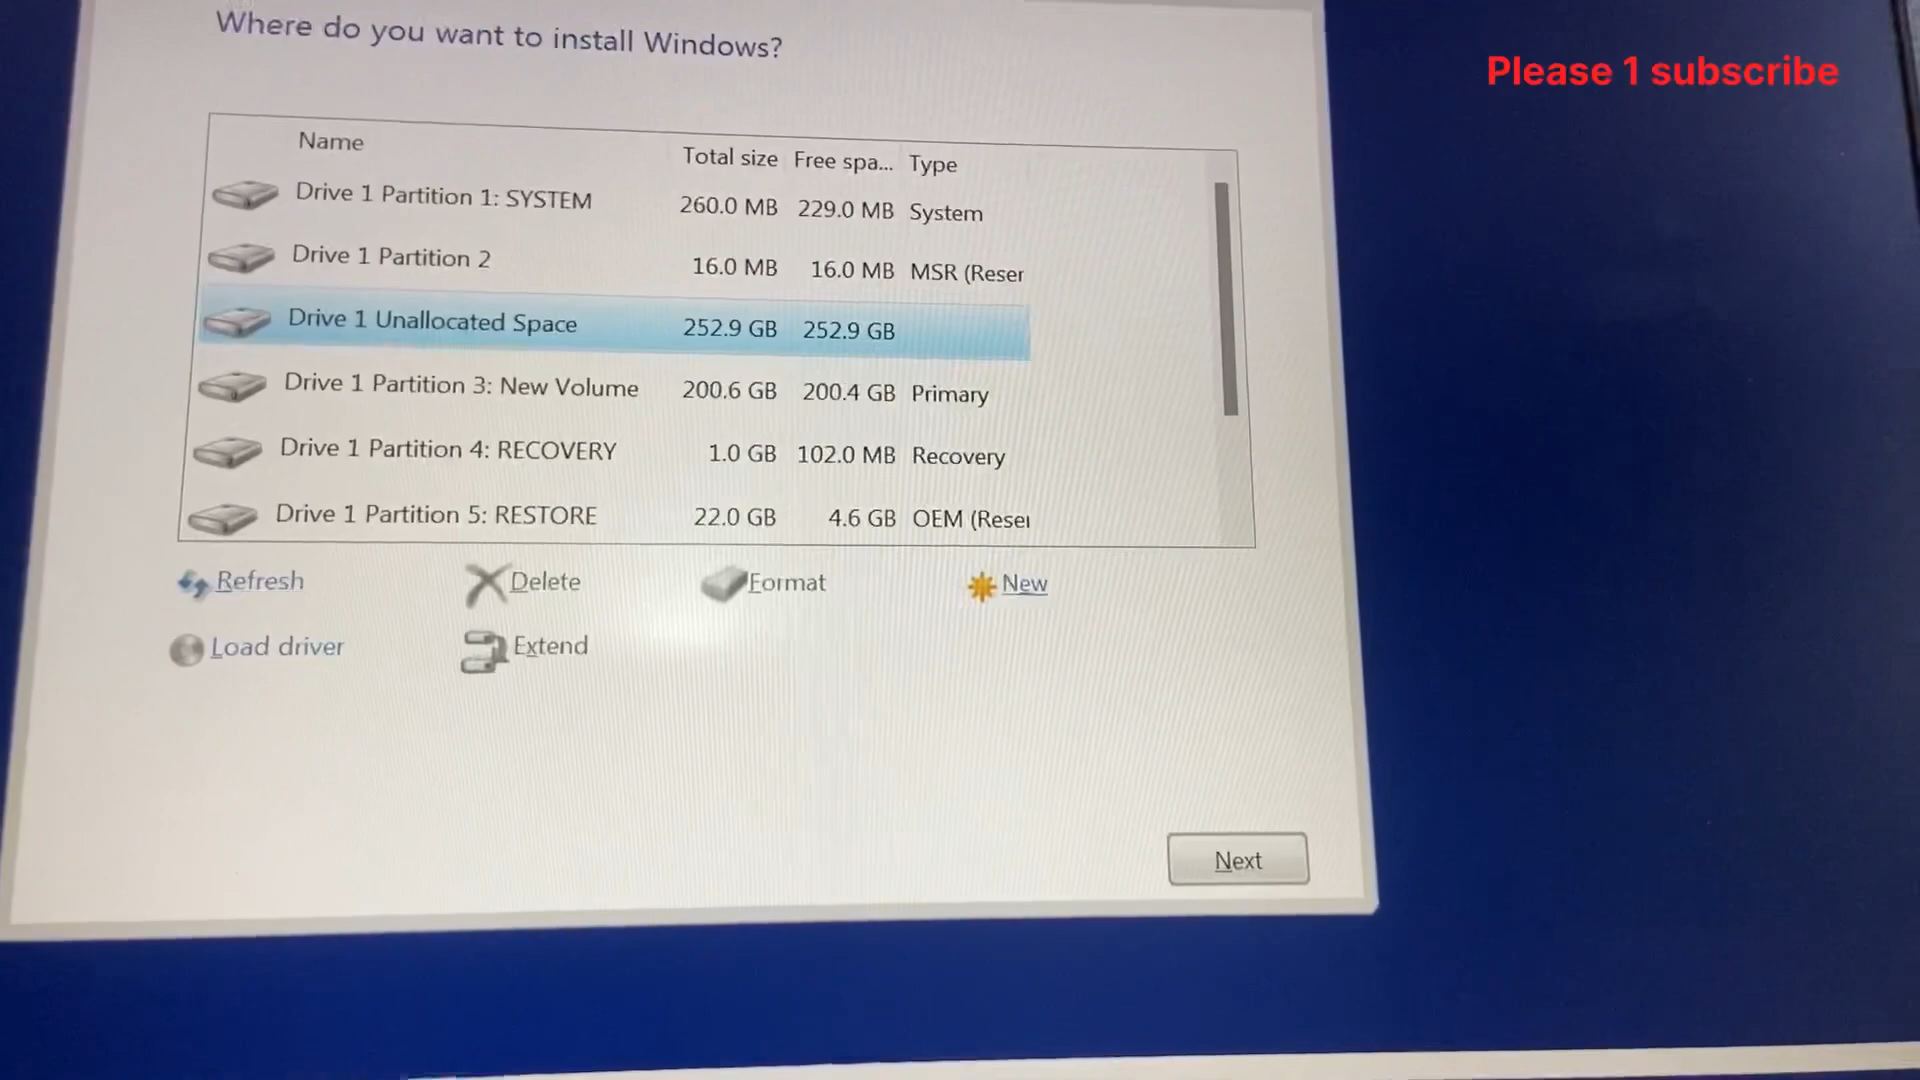 Where do you want to install Windows?
Please 1 subscribe
Name Total size Free spa... Type
Drive 1 Partition 1: SYSTEM 260.0 MB 229.0 MB System
Drive 1 Partition 2 16.0 MB 16.0 MB MSR (Reser
Drive 1 Unallocated Space 252.9 GB 252.9 GB
Drive 1 Partition 3: New Volume 200.6 GB 200.4 GB Primary
Drive 1 Partition 4: RECOVERY 1.0 GB 102.0 MB Recovery
Drive 1 Partition 5: RESTORE 22.0 GB 4.6 GB OEM (Reser
Refresh Delete Format New
Load driver Extend
Next